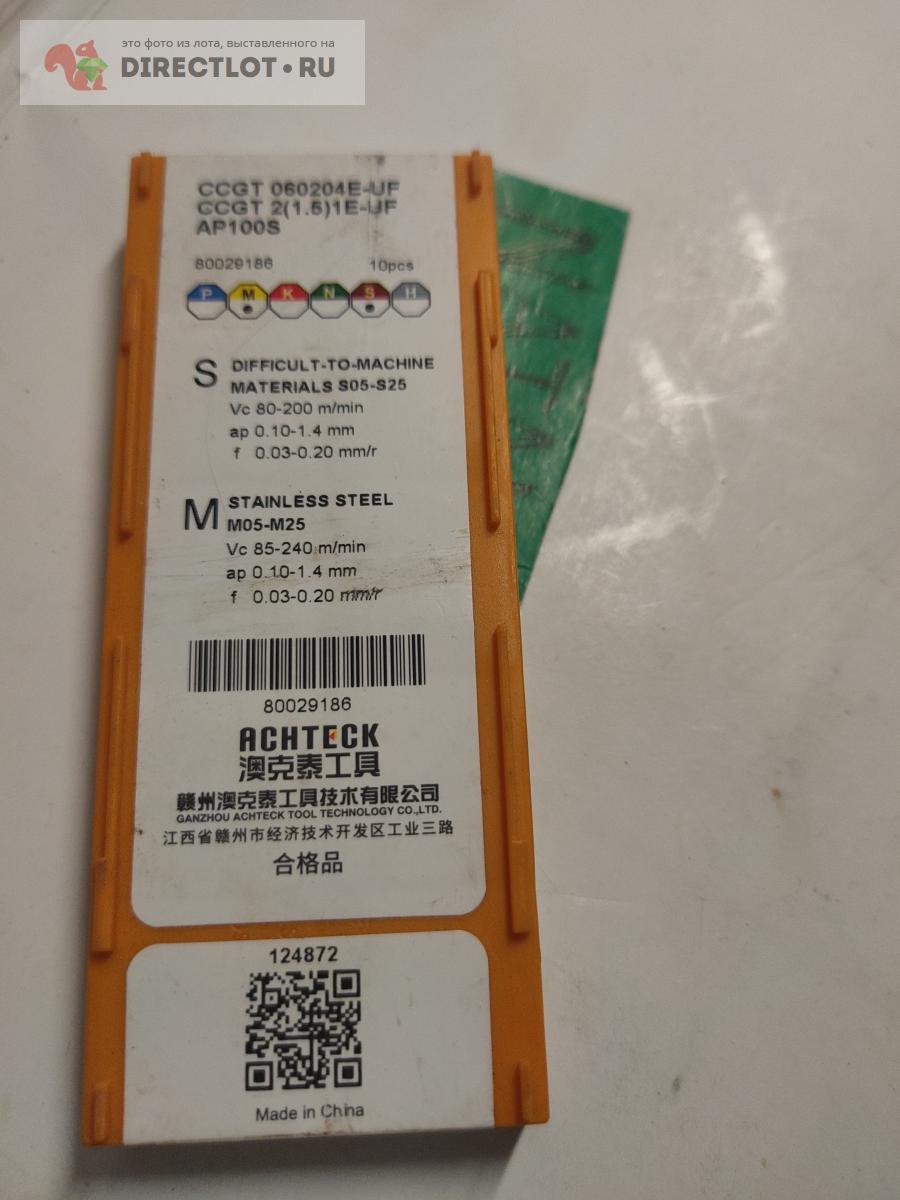 это фото из лота, выставленного на
DIRECTLOT•RU
CCGT 060204E-UF
CCGT 2(1.5)1E-UF
AP100S
80029186 10pcs
P M K N S H
S DIFFICULT-TO-MACHINE
MATERIALS S05-S25
Vc 80-200 m/min
ap 0.10-1.4 mm
f 0.03-0.20 mm/r
M STAINLESS STEEL
M05-M25
Vc 85-240 m/min
ap 0.10-1.4 mm
f 0.03-0.20 mm/r
80029186
ACHTECK
澳克泰工具
赣州澳克泰工具技术有限公司
GANZHOU ACHTECK TOOL TECHNOLOGY CO.,LTD.
江西省赣州市经济技术开发区工业三路
合格品
124872
Made in China